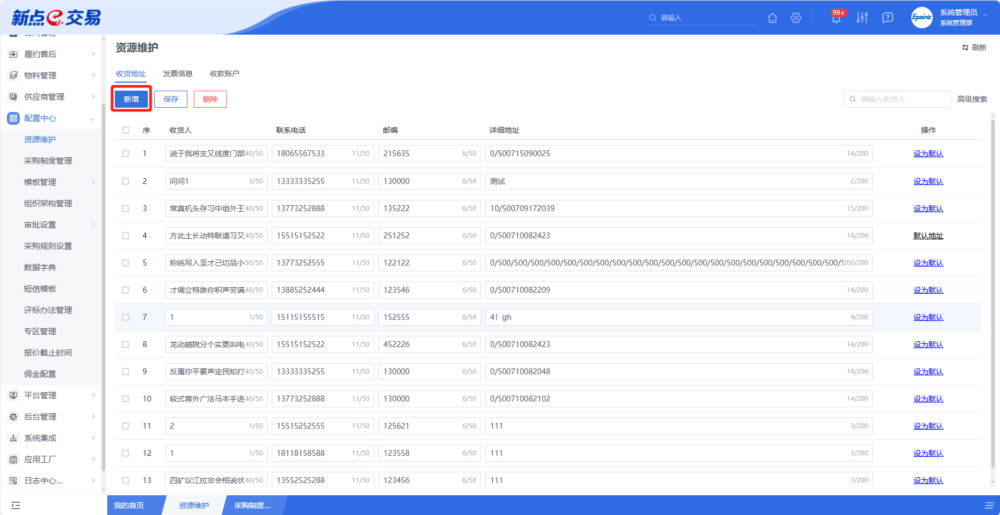 新点e交易
请输入
99+
Epoint
系统管理员
系统管理部
合同管理
履约售后
物料管理
供应商管理
配置中心
资源维护
采购制度管理
模板管理
组织架构管理
审批设置
采购规则设置
数据字典
短信模板
评标办法管理
专区管理
报价截止时间
佣金配置
平台管理
后台管理
系统集成
应用工厂
日志中心...
资源维护
刷新
收货地址 发票信息 收款账户
新增 保存 删除
请输入收货人 高级搜索
序 收货人 联系电话 邮编 详细地址 操作
1 说于我将支又线度门部 40/50 18065567533 11/50 215635 6/50 0/500715090025 14/200 设为默认
2 问问1 3/50 13333335255 11/50 130000 6/50 测试 2/200 设为默认
3 常真机头存习中组外王 40/50 13773252888 11/50 135222 6/50 10/500709172039 15/200 设为默认
4 方此土长动特联道习又 40/50 15515152522 11/50 251252 6/50 0/500710082423 14/200 默认地址
5 称统写入至才己切品小 50/50 13773252555 11/50 122122 6/50 0/500/500/500/500/500/500/500/500/500/500/500/500/500/500/500/500/500/500/500/500/500/5 200/200 设为默认
6 才调立特族你积声劳满 40/50 13885252444 11/50 123546 6/50 0/500710082209 14/200 设为默认
7 1 1/50 15115155515 11/50 152555 6/50 4！gh 4/200 设为默认
8 龙动越院分个实更叫电 40/50 15515152522 11/50 452226 6/50 0/500710082423 14/200 设为默认
9 反属你平要声定民知打 40/50 13333335255 11/50 130000 6/50 0/500710082048 14/200 设为默认
10 较式育外广法马本手进 40/50 13773252888 11/50 130000 6/50 0/500710082102 14/200 设为默认
11 2 1/50 15515252555 11/50 125621 6/50 111 3/200 设为默认
12 1 1/50 18118158588 11/50 123558 6/50 111 3/200 设为默认
13 四矿议江拉非会相说状 40/50 13552525288 11/50 123456 6/50 111 3/200 设为默认
我的首页 资源维护 采购制度...